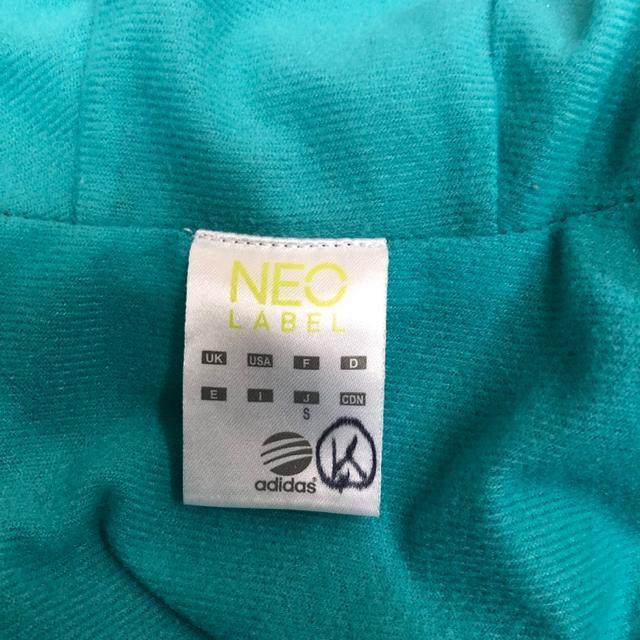 NEO
LABEL
UK USA F D
E I J CDN
S
adidas K